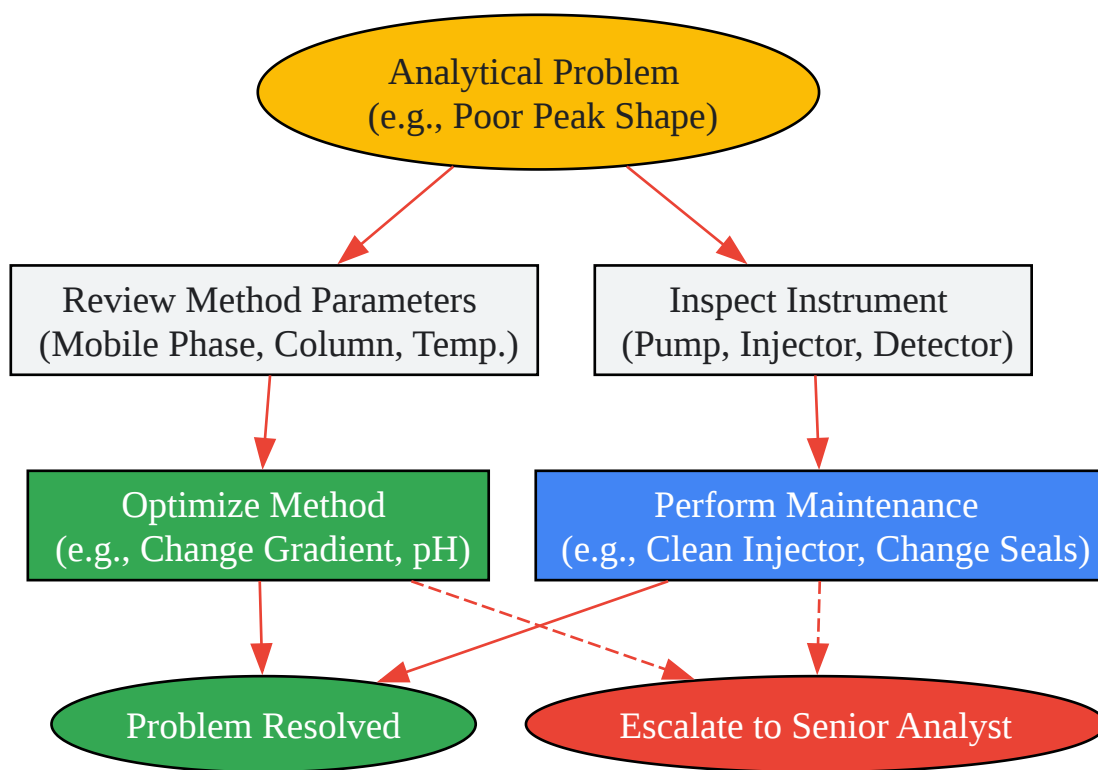 Analytical Problem
(e.g., Poor Peak Shape)
Review Method Parameters
(Mobile Phase, Column, Temp.)
Inspect Instrument
(Pump, Injector, Detector)
Optimize Method
(e.g., Change Gradient, pH)
Perform Maintenance
(e.g., Clean Injector, Change Seals)
Problem Resolved
Escalate to Senior Analyst